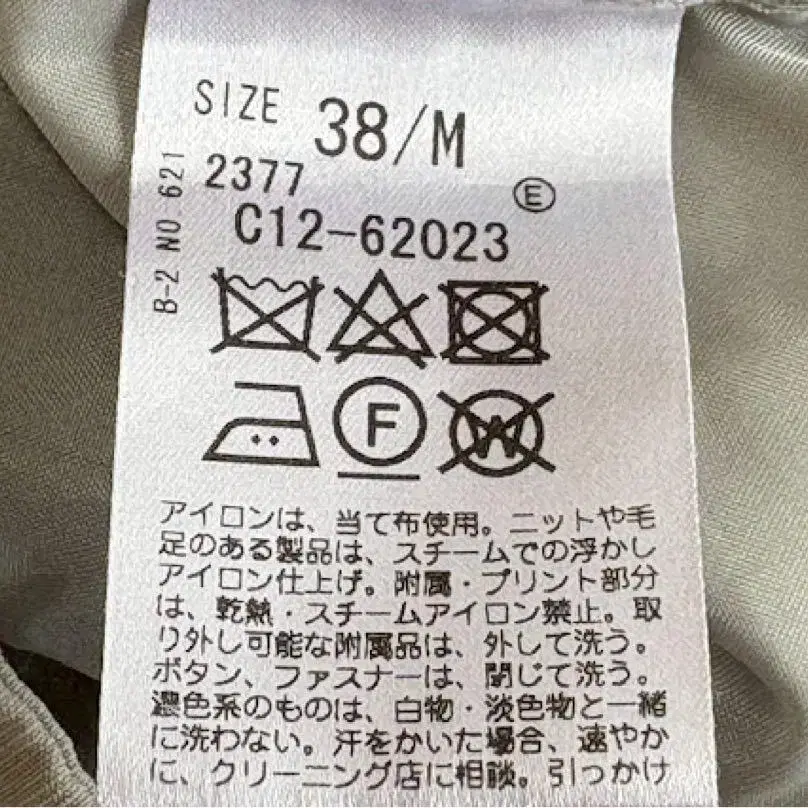 SIZE 38/M
2377
C12-62023
E
B-2 NO 621
F
W
アイロンは、当て布使用。ニットや毛
足のある製品は、スチームでの浮かし
アイロン仕上げ。附属・プリント部分
は、乾熱・スチームアイロン禁止。取
り外し可能な附属品は、外して洗う。
ボタン、ファスナーは、閉じて洗う。
濃色系のものは、白物・淡色物と一緒
に洗わない。汗をかいた場合、速やか
に、クリーニング店に相談。引っかけ